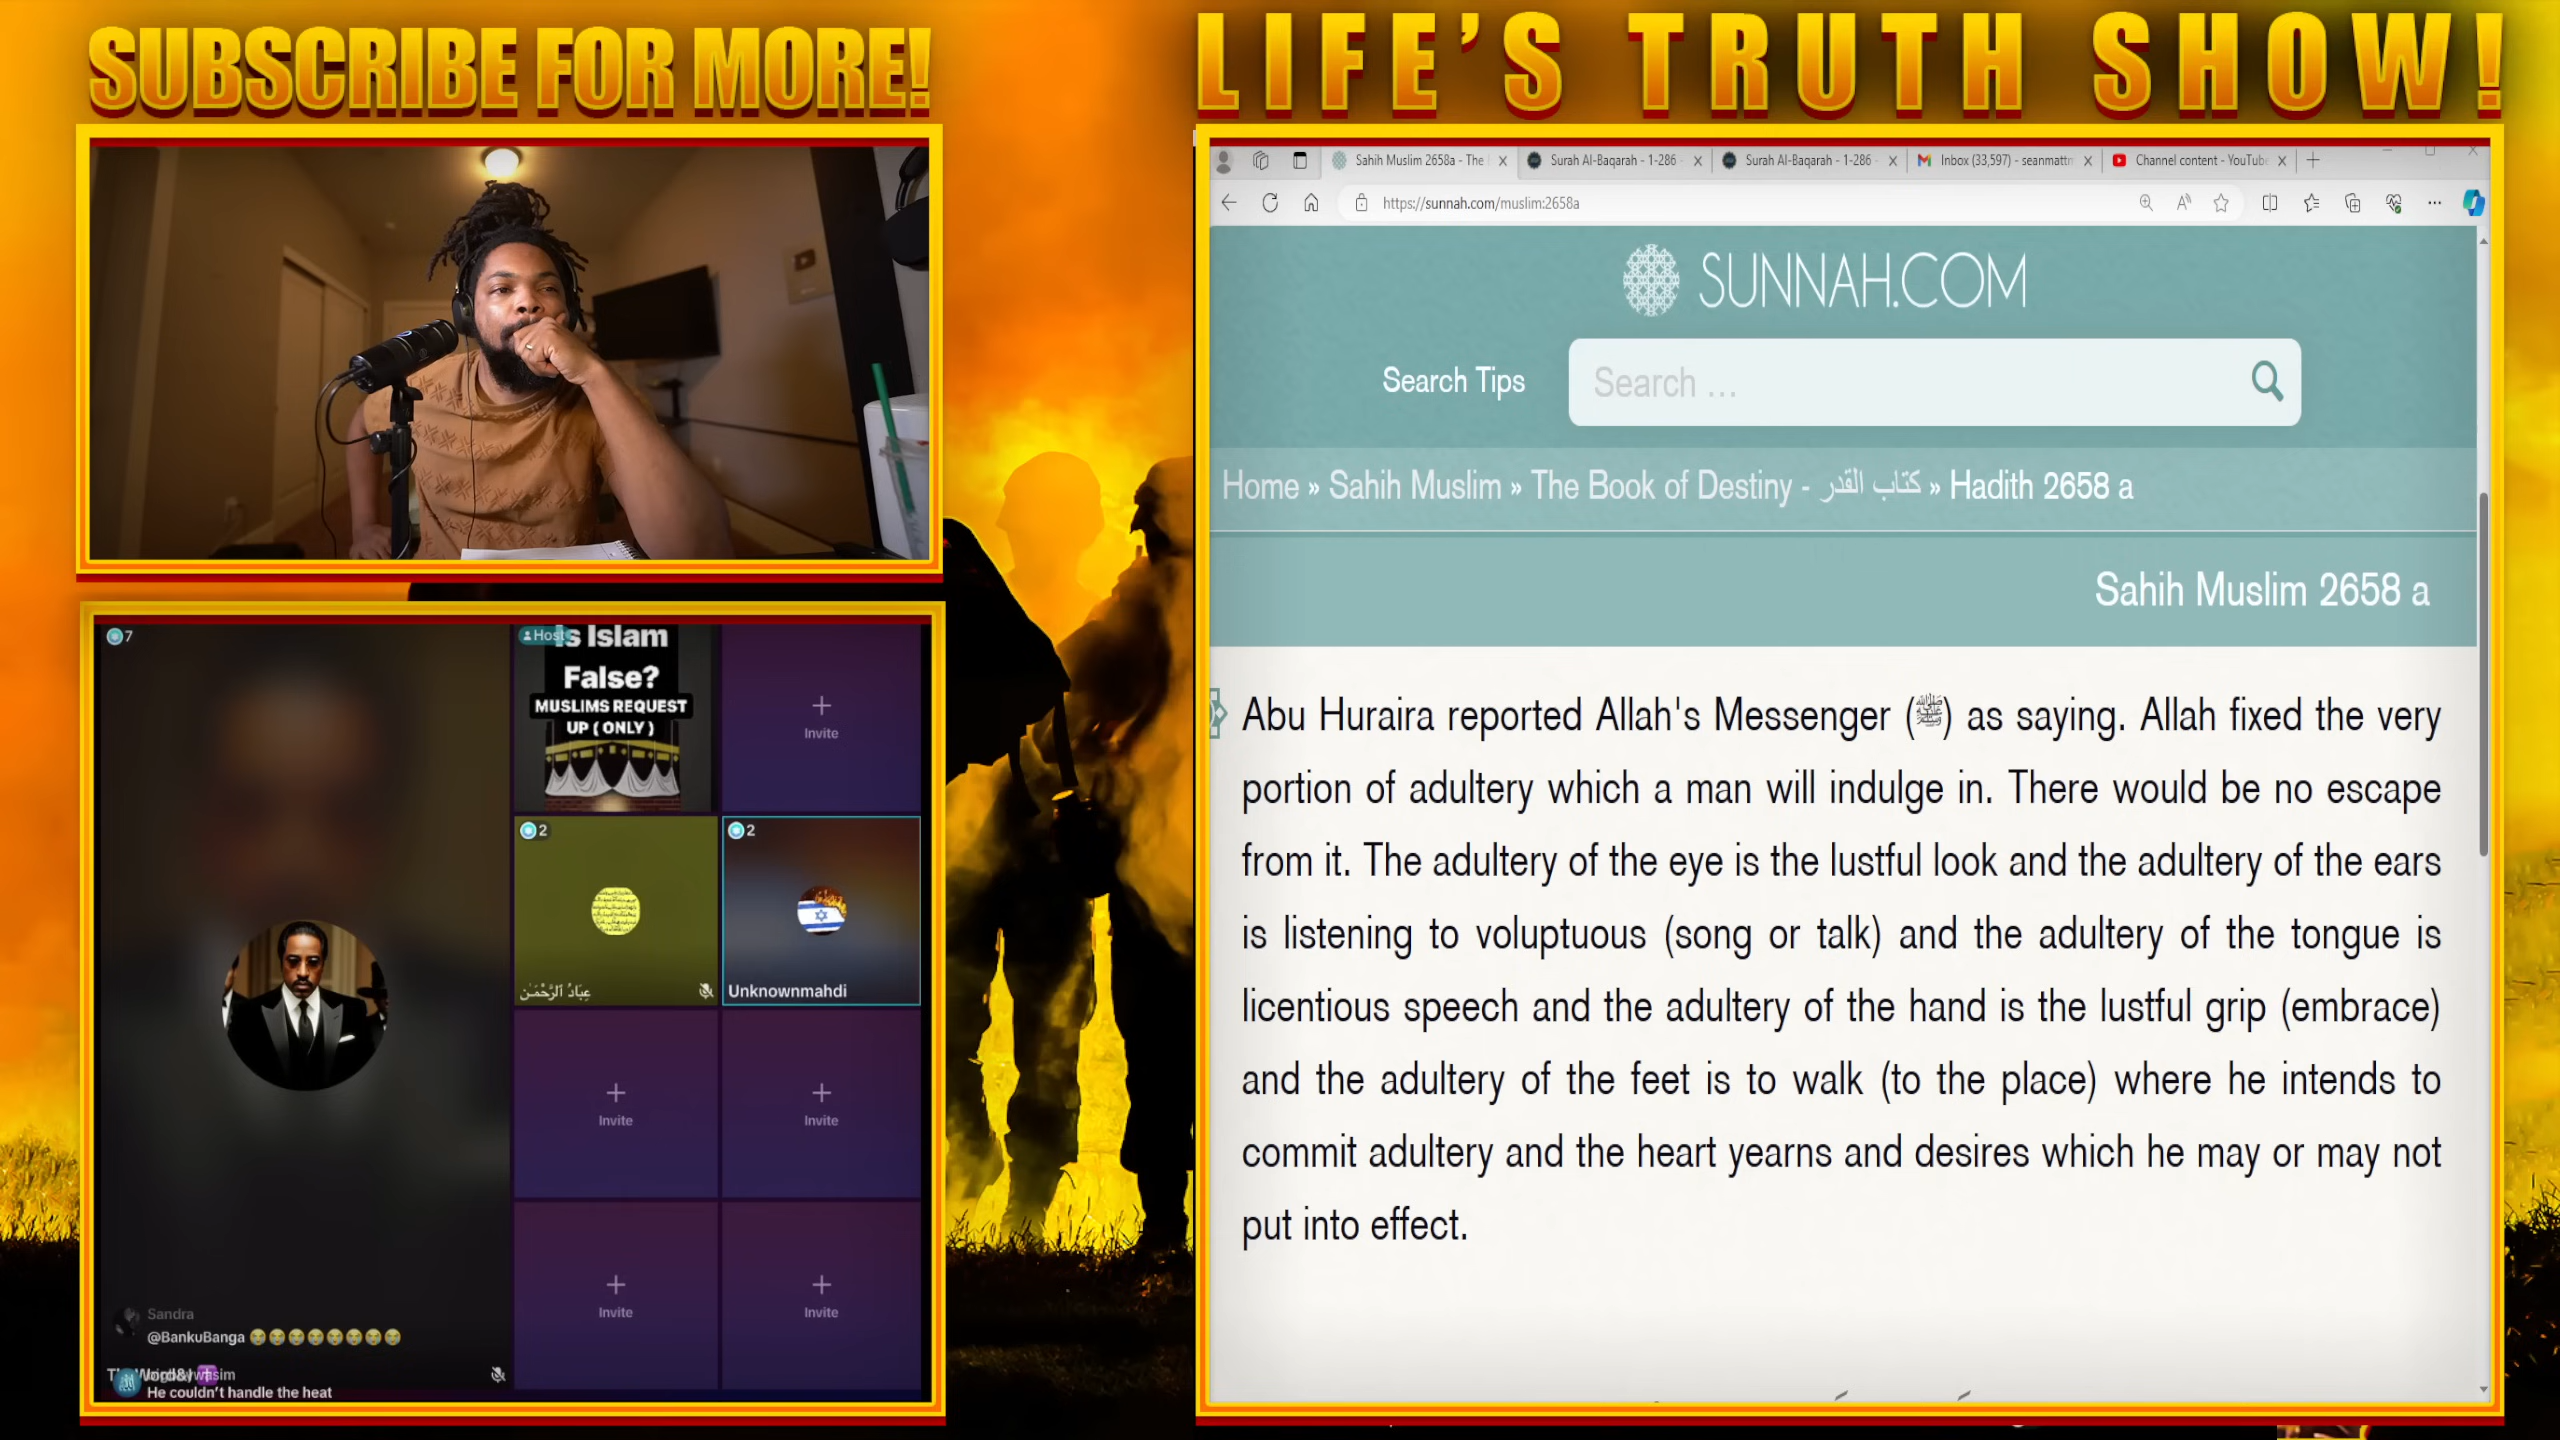 SUBSCRIBE FOR MORE!
LIFE'S TRUTH SHOW!
Sahih Muslim 2658a - The
Surah Al-Baqarah - 1-286
Surah Al-Baqarah - 1-286
Inbox (33,597) - seanmattm
Channel content - YouTube
https://sunnah.com/muslim:2658a
SUNNAH.COM
Search Tips
Search ...
Home » Sahih Muslim » The Book of Destiny - كتاب القدر » Hadith 2658 a
Sahih Muslim 2658 a
Abu Huraira reported Allah's Messenger (ﷺ) as saying. Allah fixed the very
portion of adultery which a man will indulge in. There would be no escape
from it. The adultery of the eye is the lustful look and the adultery of the ears
is listening to voluptuous (song or talk) and the adultery of the tongue is
licentious speech and the adultery of the hand is the lustful grip (embrace)
and the adultery of the feet is to walk (to the place) where he intends to
commit adultery and the heart yearns and desires which he may or may not
put into effect.
7
Host
Is Islam
False?
MUSLIMS REQUEST
UP ( ONLY )
Invite
2
عِبَادُ ٱلرَّحْمَـٰن
2
Unknownmahdi
Invite
Invite
Invite
Invite
Sandra
@BankuBanga 😭😭😭😭😭😭😭😭
He couldn't handle the heat